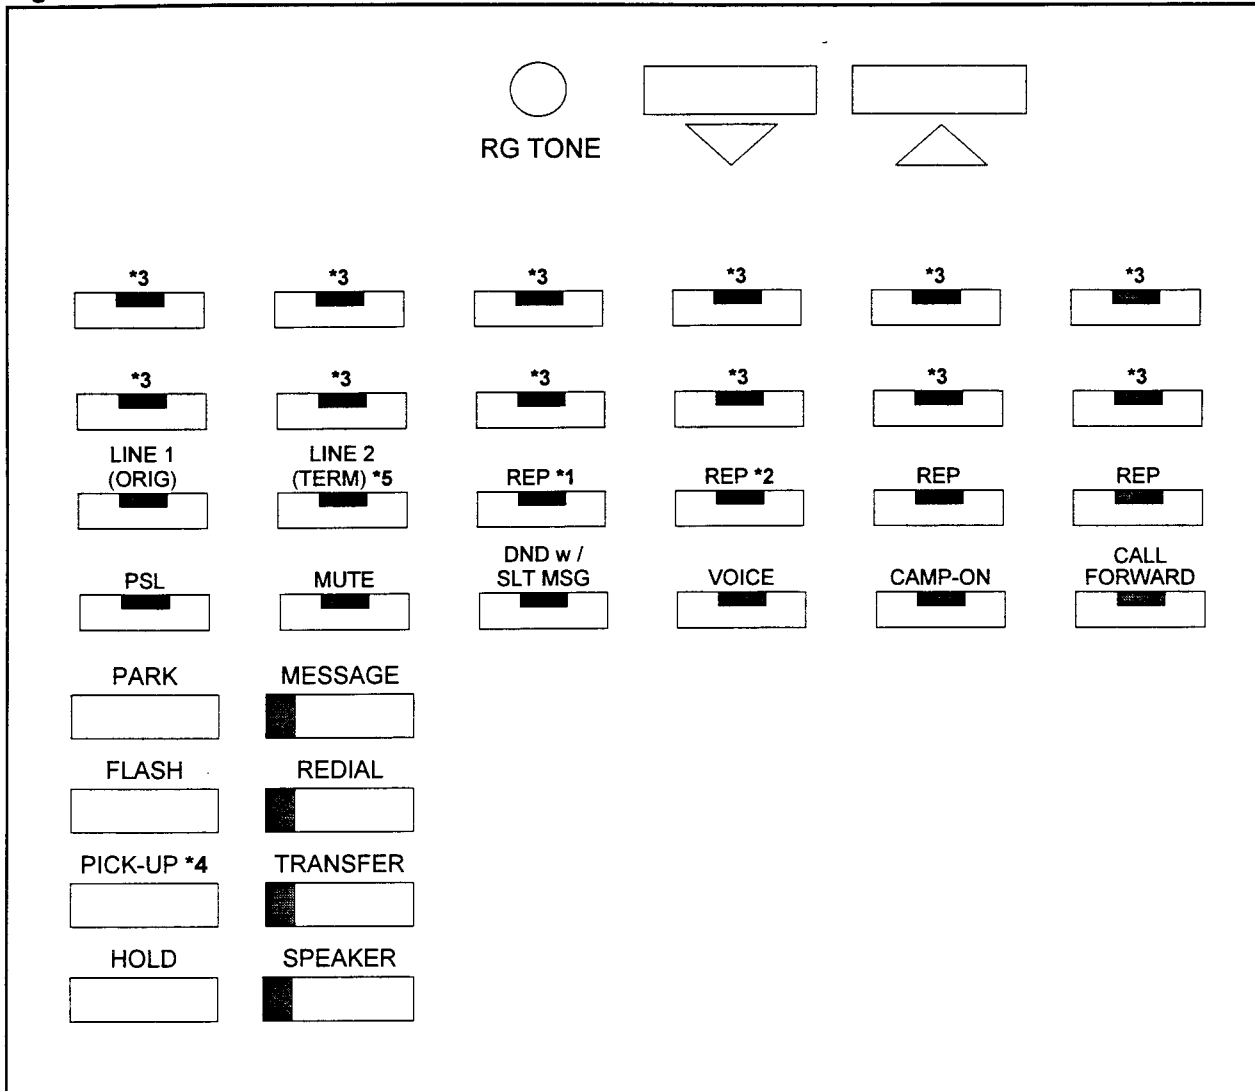 RG TONE
*3 *3 *3 *3 *3 *3
*3 *3 *3 *3 *3 *3
LINE 1 LINE 2
(ORIG) (TERM) *5 REP *1 REP *2 REP REP
DND w / CALL
PSL MUTE SLT MSG VOICE CAMP-ON FORWARD
PARK MESSAGE
FLASH REDIAL
PICK-UP *4 TRANSFER
HOLD SPEAKER